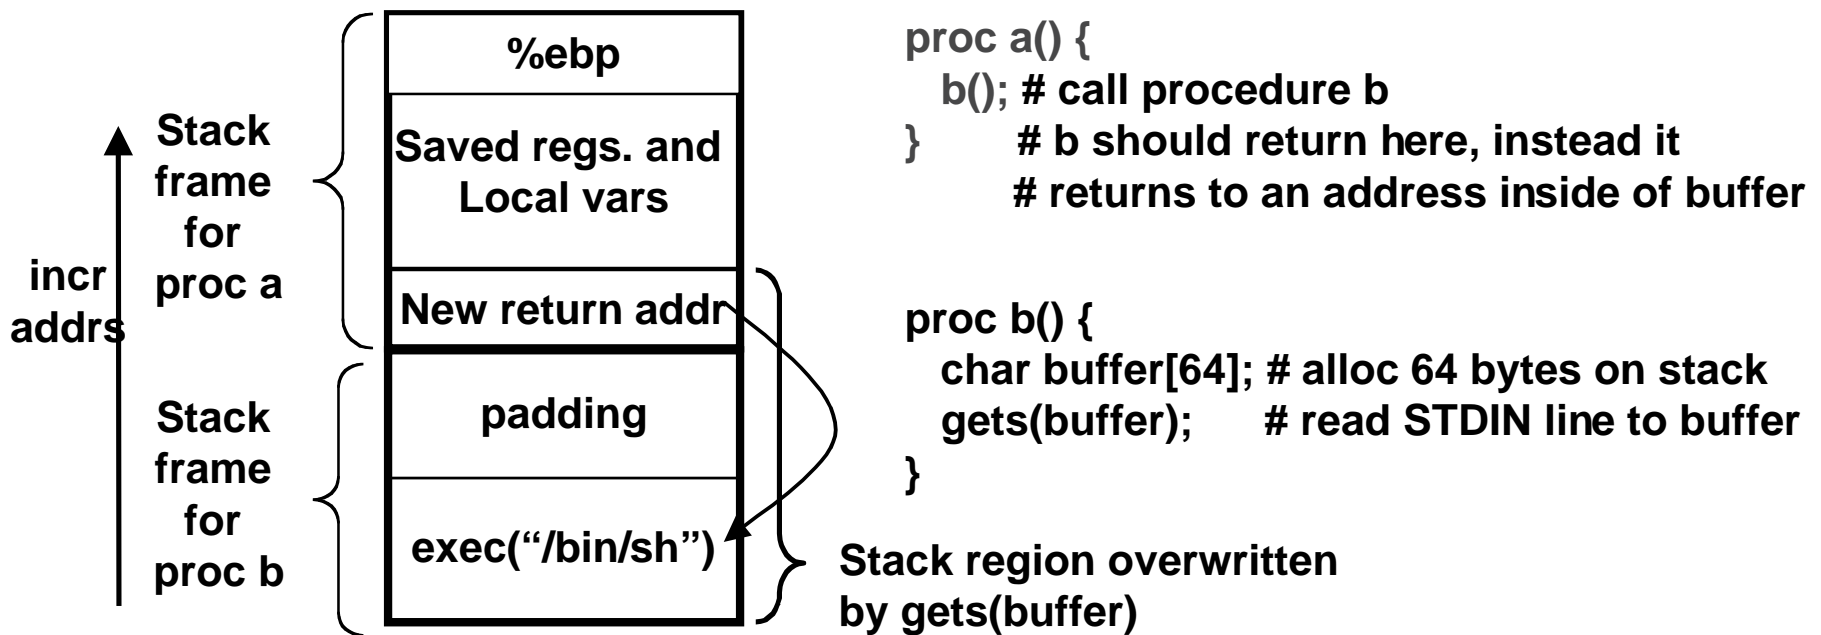 incr
addrs
Stack
frame
for
proc a
Stack
frame
for
proc b
%ebp
Saved regs. and
Local vars
New return addr
padding
exec(“/bin/sh”)
Stack region overwritten
by gets(buffer)
proc a() {
b(); # call procedure b
} # b should return here, instead it
# returns to an address inside of buffer
proc b() {
char buffer[64]; # alloc 64 bytes on stack
gets(buffer); # read STDIN line to buffer
}